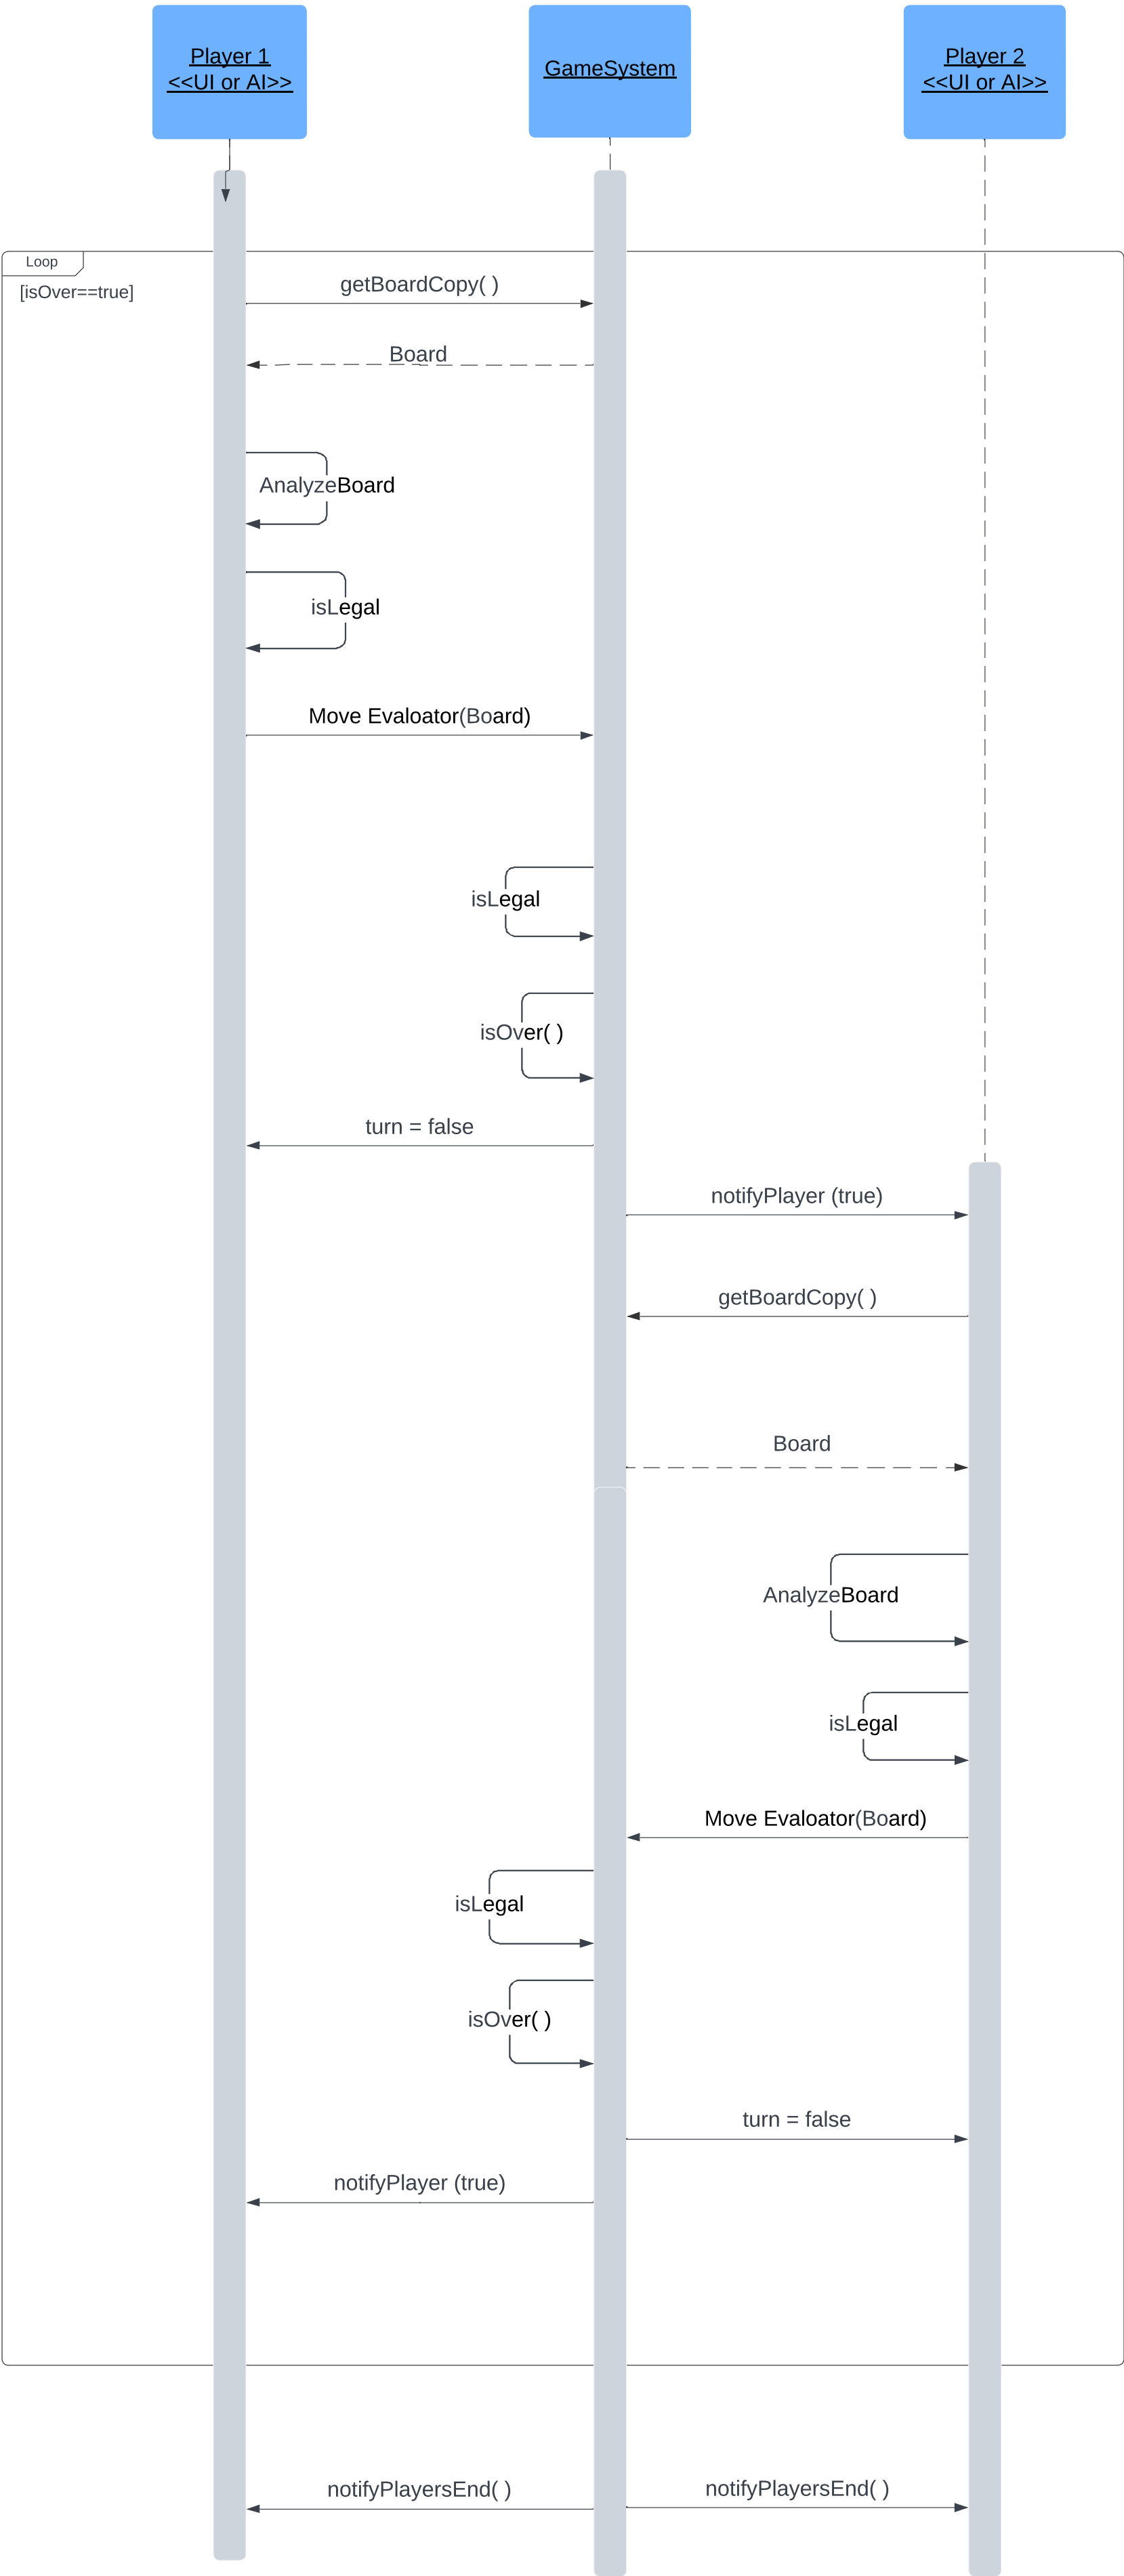 Player 1
<<UI or AI>>
GameSystem
Player 2
<<UI or AI>>
Loop
[isOver==true]
getBoardCopy( )
Board
AnalyzeBoard
isLegal
Move Evaloator(Board)
isLegal
isOver( )
turn = false
notifyPlayer (true)
getBoardCopy( )
Board
AnalyzeBoard
isLegal
Move Evaloator(Board)
isLegal
isOver( )
turn = false
notifyPlayer (true)
notifyPlayersEnd( )
notifyPlayersEnd( )